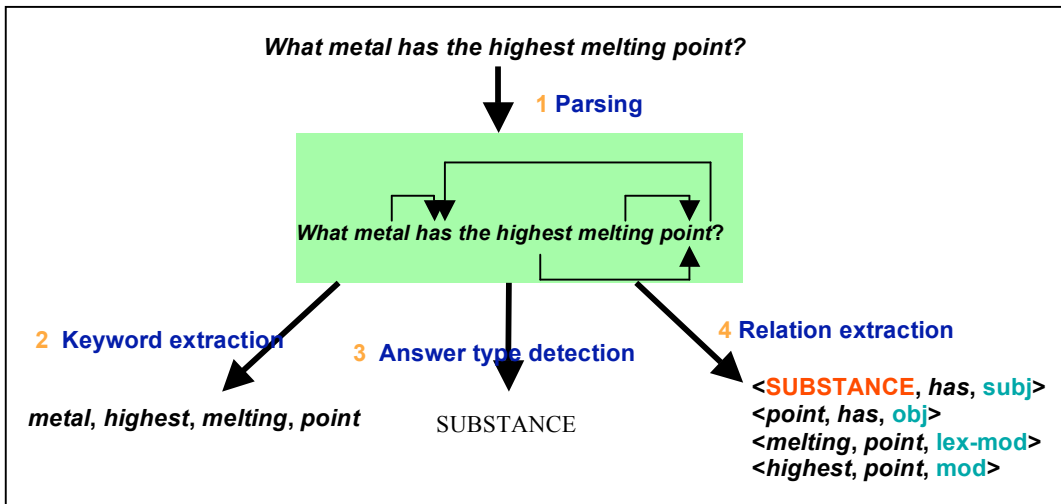 What metal has the highest melting point?
1 Parsing
What metal has the highest melting point?
2 Keyword extraction
3 Answer type detection
4 Relation extraction
metal, highest, melting, point
SUBSTANCE
<SUBSTANCE, has, subj>
<point, has, obj>
<melting, point, lex-mod>
<highest, point, mod>